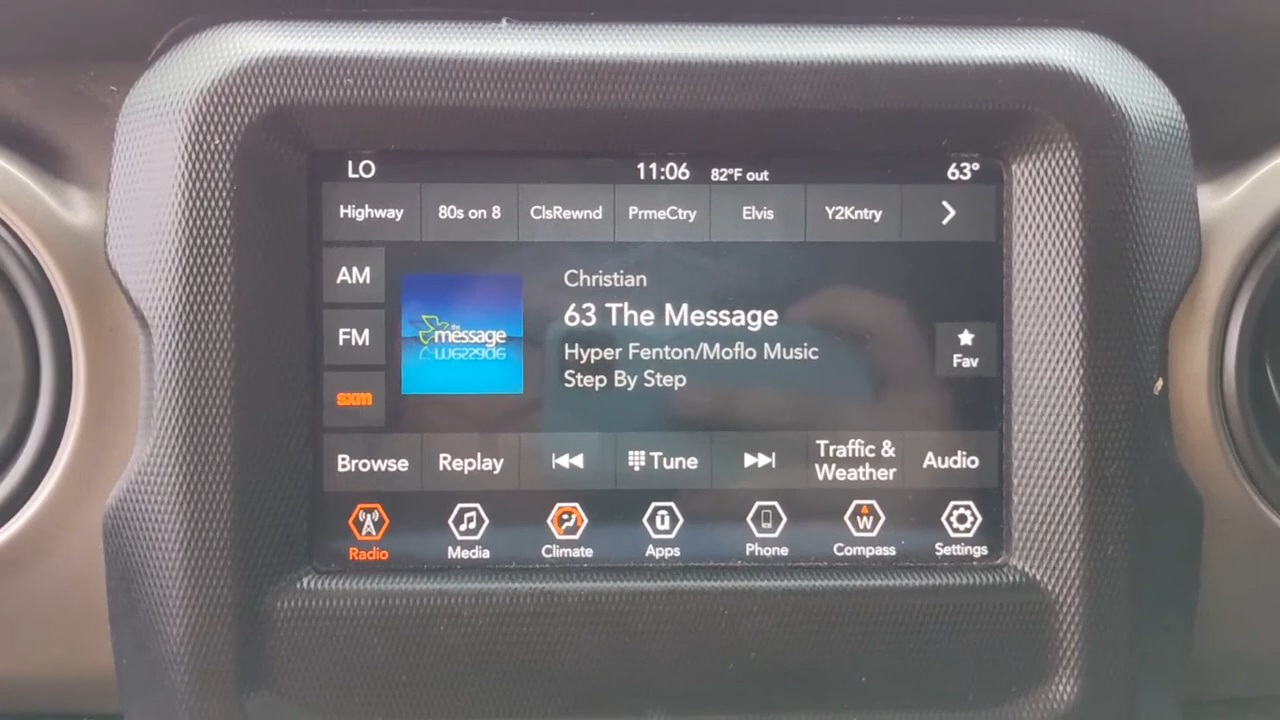 LO 11:06 82°F out 63°
Highway 80s on 8 ClsRewnd PrmeCtry Elvis Y2Kntry
AM
FM
sxm
the
message
Christian
63 The Message
Hyper Fenton/Moflo Music
Step By Step
Fav
Browse Replay Tune Traffic & Weather Audio
Radio Media Climate Apps Phone W Compass Settings